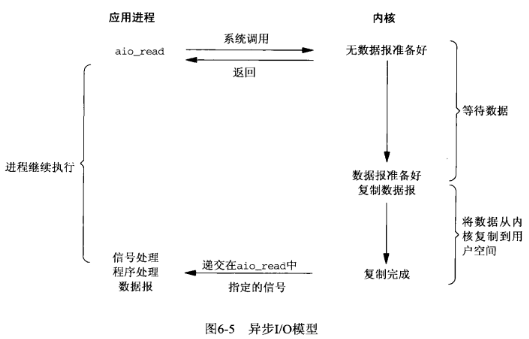 应用进程
内核
系统调用
aio_read
无数据报准备好
返回
等待数据
进程继续执行
数据报准备好
复制数据报
将数据从内
核复制到用
户空间
信号处理
程序处理
数据报
递交在aio_read中
指定的信号
复制完成
图6-5 异步I/O模型